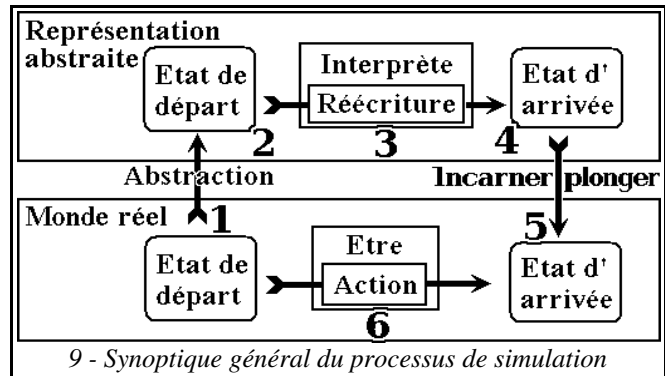 Représentation
abstraite
Etat de
départ
2
Interprète
Réécriture
3
Etat d'
arrivée
4
Abstraction
Incarner plonger
Monde réel
1
Etat de
départ
Etre
Action
6
5
Etat d'
arrivée
9 - Synoptique général du processus de simulation